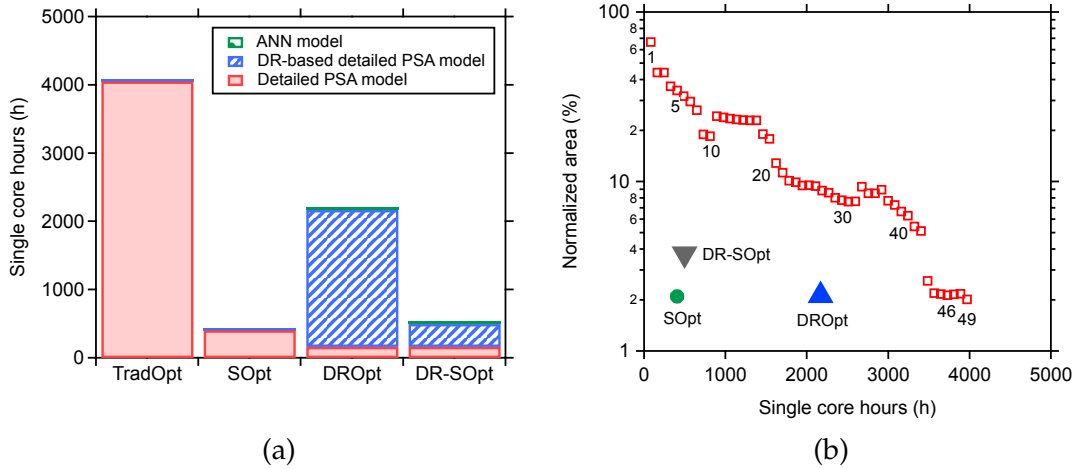 5000
4000
3000
2000
1000
0
Single core hours (h)
ANN model
DR-based detailed PSA model
Detailed PSA model
TradOpt
SOpt
DROpt
DR-SOpt
(a)
100
6
4
2
10
6
4
2
1
Normalized area (%)
1
5
10
20
30
40
46
49
DR-SOpt
SOpt
DROpt
0
1000
2000
3000
4000
5000
Single core hours (h)
(b)